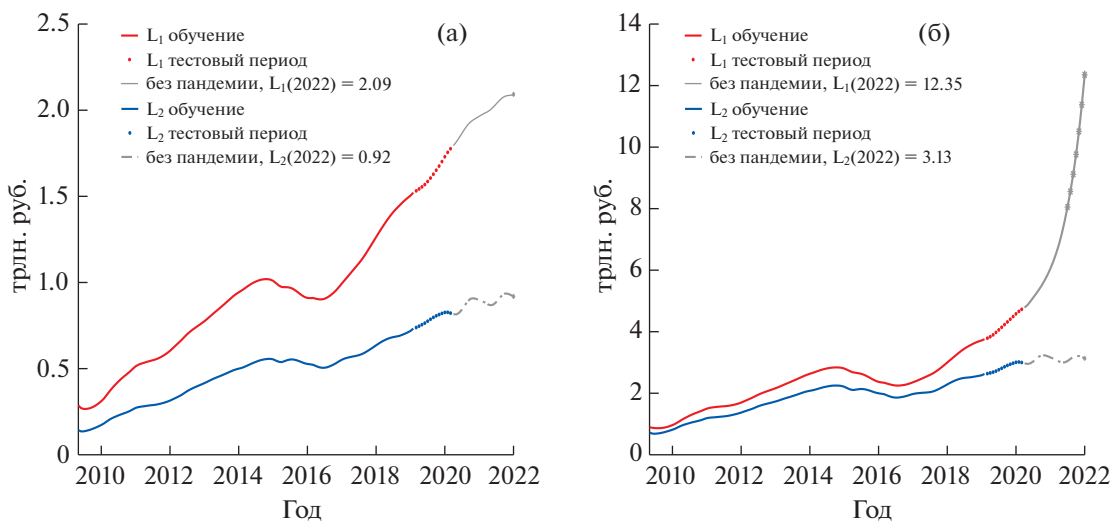 (а)
2.5
2.0
1.5
1.0
0.5
0
трлн. руб.
L₁ обучение
L₁ тестовый период
без пандемии, L₁(2022) = 2.09
L₂ обучение
L₂ тестовый период
без пандемии, L₂(2022) = 0.92
2010 2012 2014 2016 2018 2020 2022
Год
(б)
14
12
10
8
6
4
2
0
трлн. руб.
L₁ обучение
L₁ тестовый период
без пандемии, L₁(2022) = 12.35
L₂ обучение
L₂ тестовый период
без пандемии, L₂(2022) = 3.13
2010 2012 2014 2016 2018 2020 2022
Год